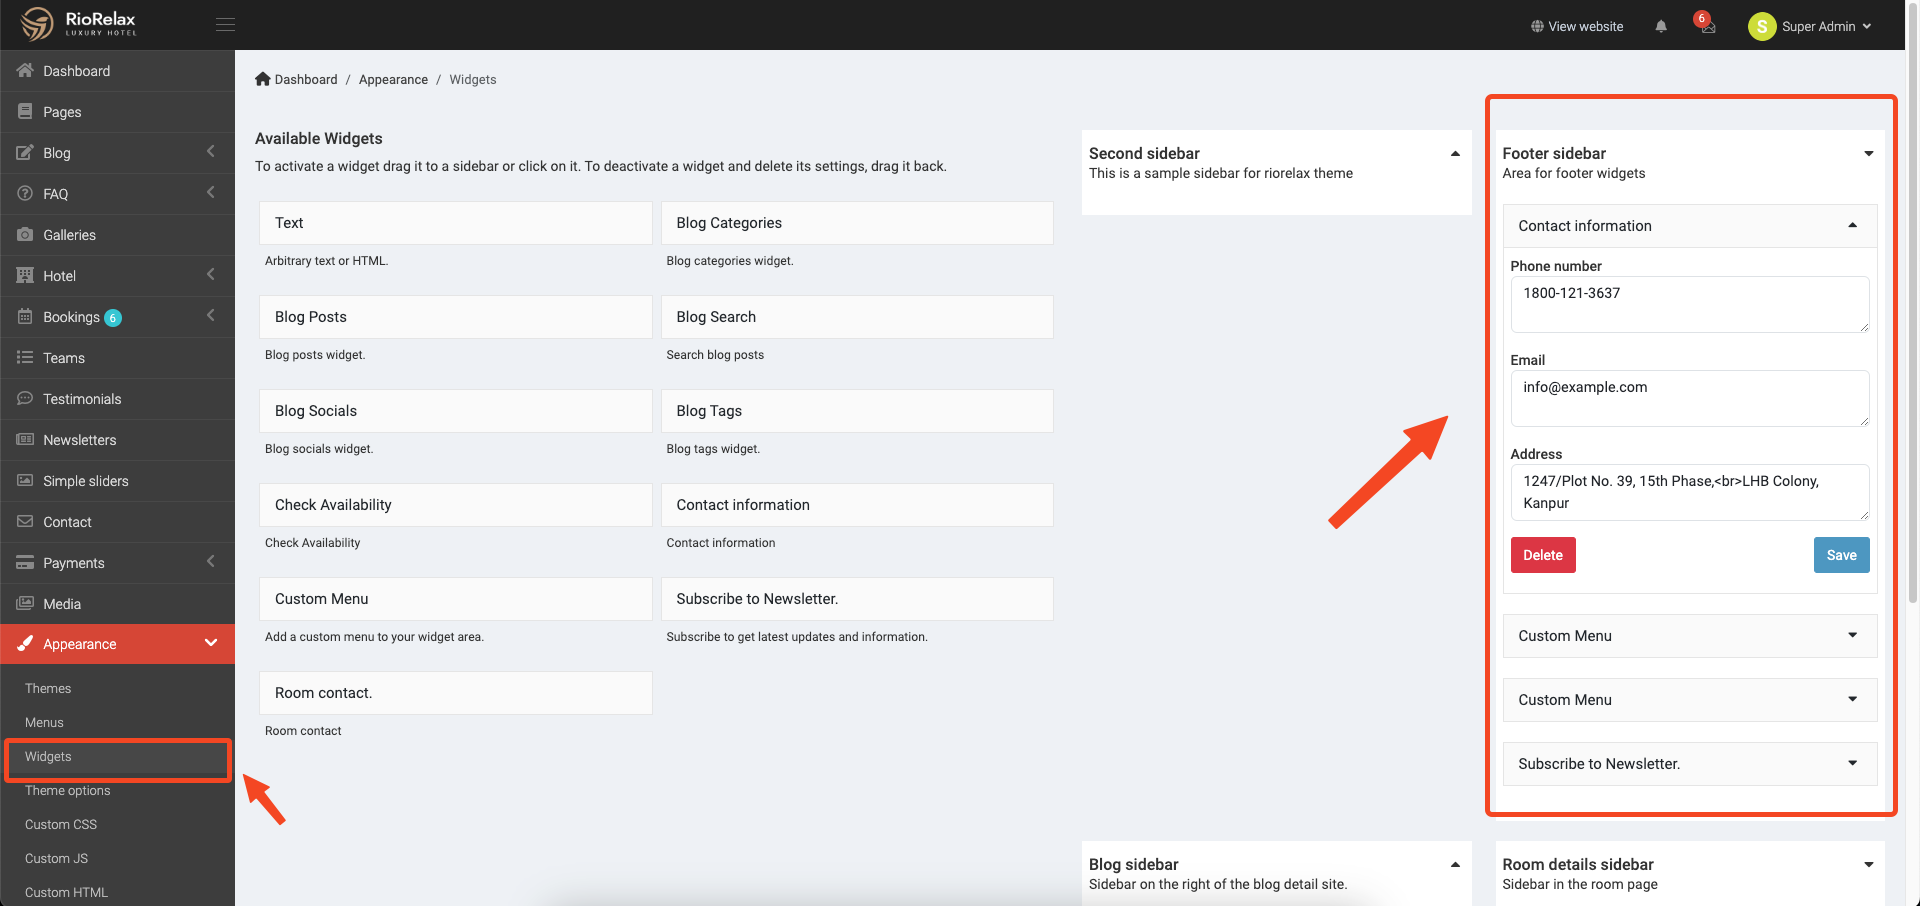 RioRelax
LUXURY HOTEL
View website
6
S
Super Admin
Dashboard
Pages
Blog
FAQ
Galleries
Hotel
Bookings 6
Teams
Testimonials
Newsletters
Simple sliders
Contact
Payments
Media
Appearance
Themes
Menus
Widgets
Theme options
Custom CSS
Custom JS
Custom HTML
Dashboard / Appearance / Widgets
Available Widgets
To activate a widget drag it to a sidebar or click on it. To deactivate a widget and delete its settings, drag it back.
Text
Arbitrary text or HTML.
Blog Categories
Blog categories widget.
Blog Posts
Blog posts widget.
Blog Search
Search blog posts
Blog Socials
Blog socials widget.
Blog Tags
Blog tags widget.
Check Availability
Check Availability
Contact information
Contact information
Custom Menu
Add a custom menu to your widget area.
Subscribe to Newsletter.
Subscribe to get latest updates and information.
Room contact.
Room contact
Second sidebar
This is a sample sidebar for riorelax theme
Footer sidebar
Area for footer widgets
Contact information
Phone number
1800-121-3637
Email
info@example.com
Address
1247/Plot No. 39, 15th Phase,<br>LHB Colony,
Kanpur
Delete
Save
Custom Menu
Custom Menu
Subscribe to Newsletter.
Blog sidebar
Sidebar on the right of the blog detail site.
Room details sidebar
Sidebar in the room page